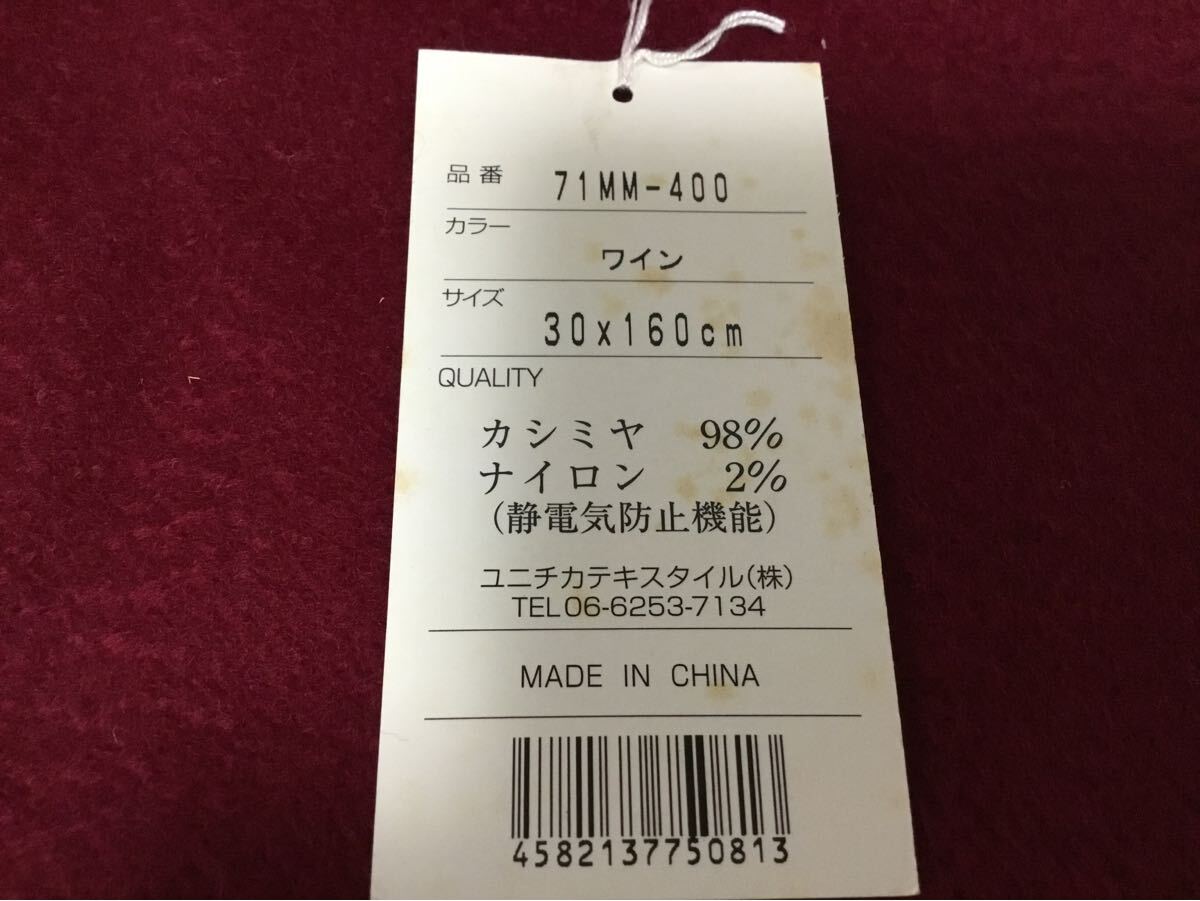 品番 71MM-400
カラー
ワイン
サイズ
30x160cm
QUALITY
カシミヤ 98%
ナイロン 2%
(静電気防止機能)
ユニチカテキスタイル(株)
TEL 06-6253-7134
MADE IN CHINA
4582137750813